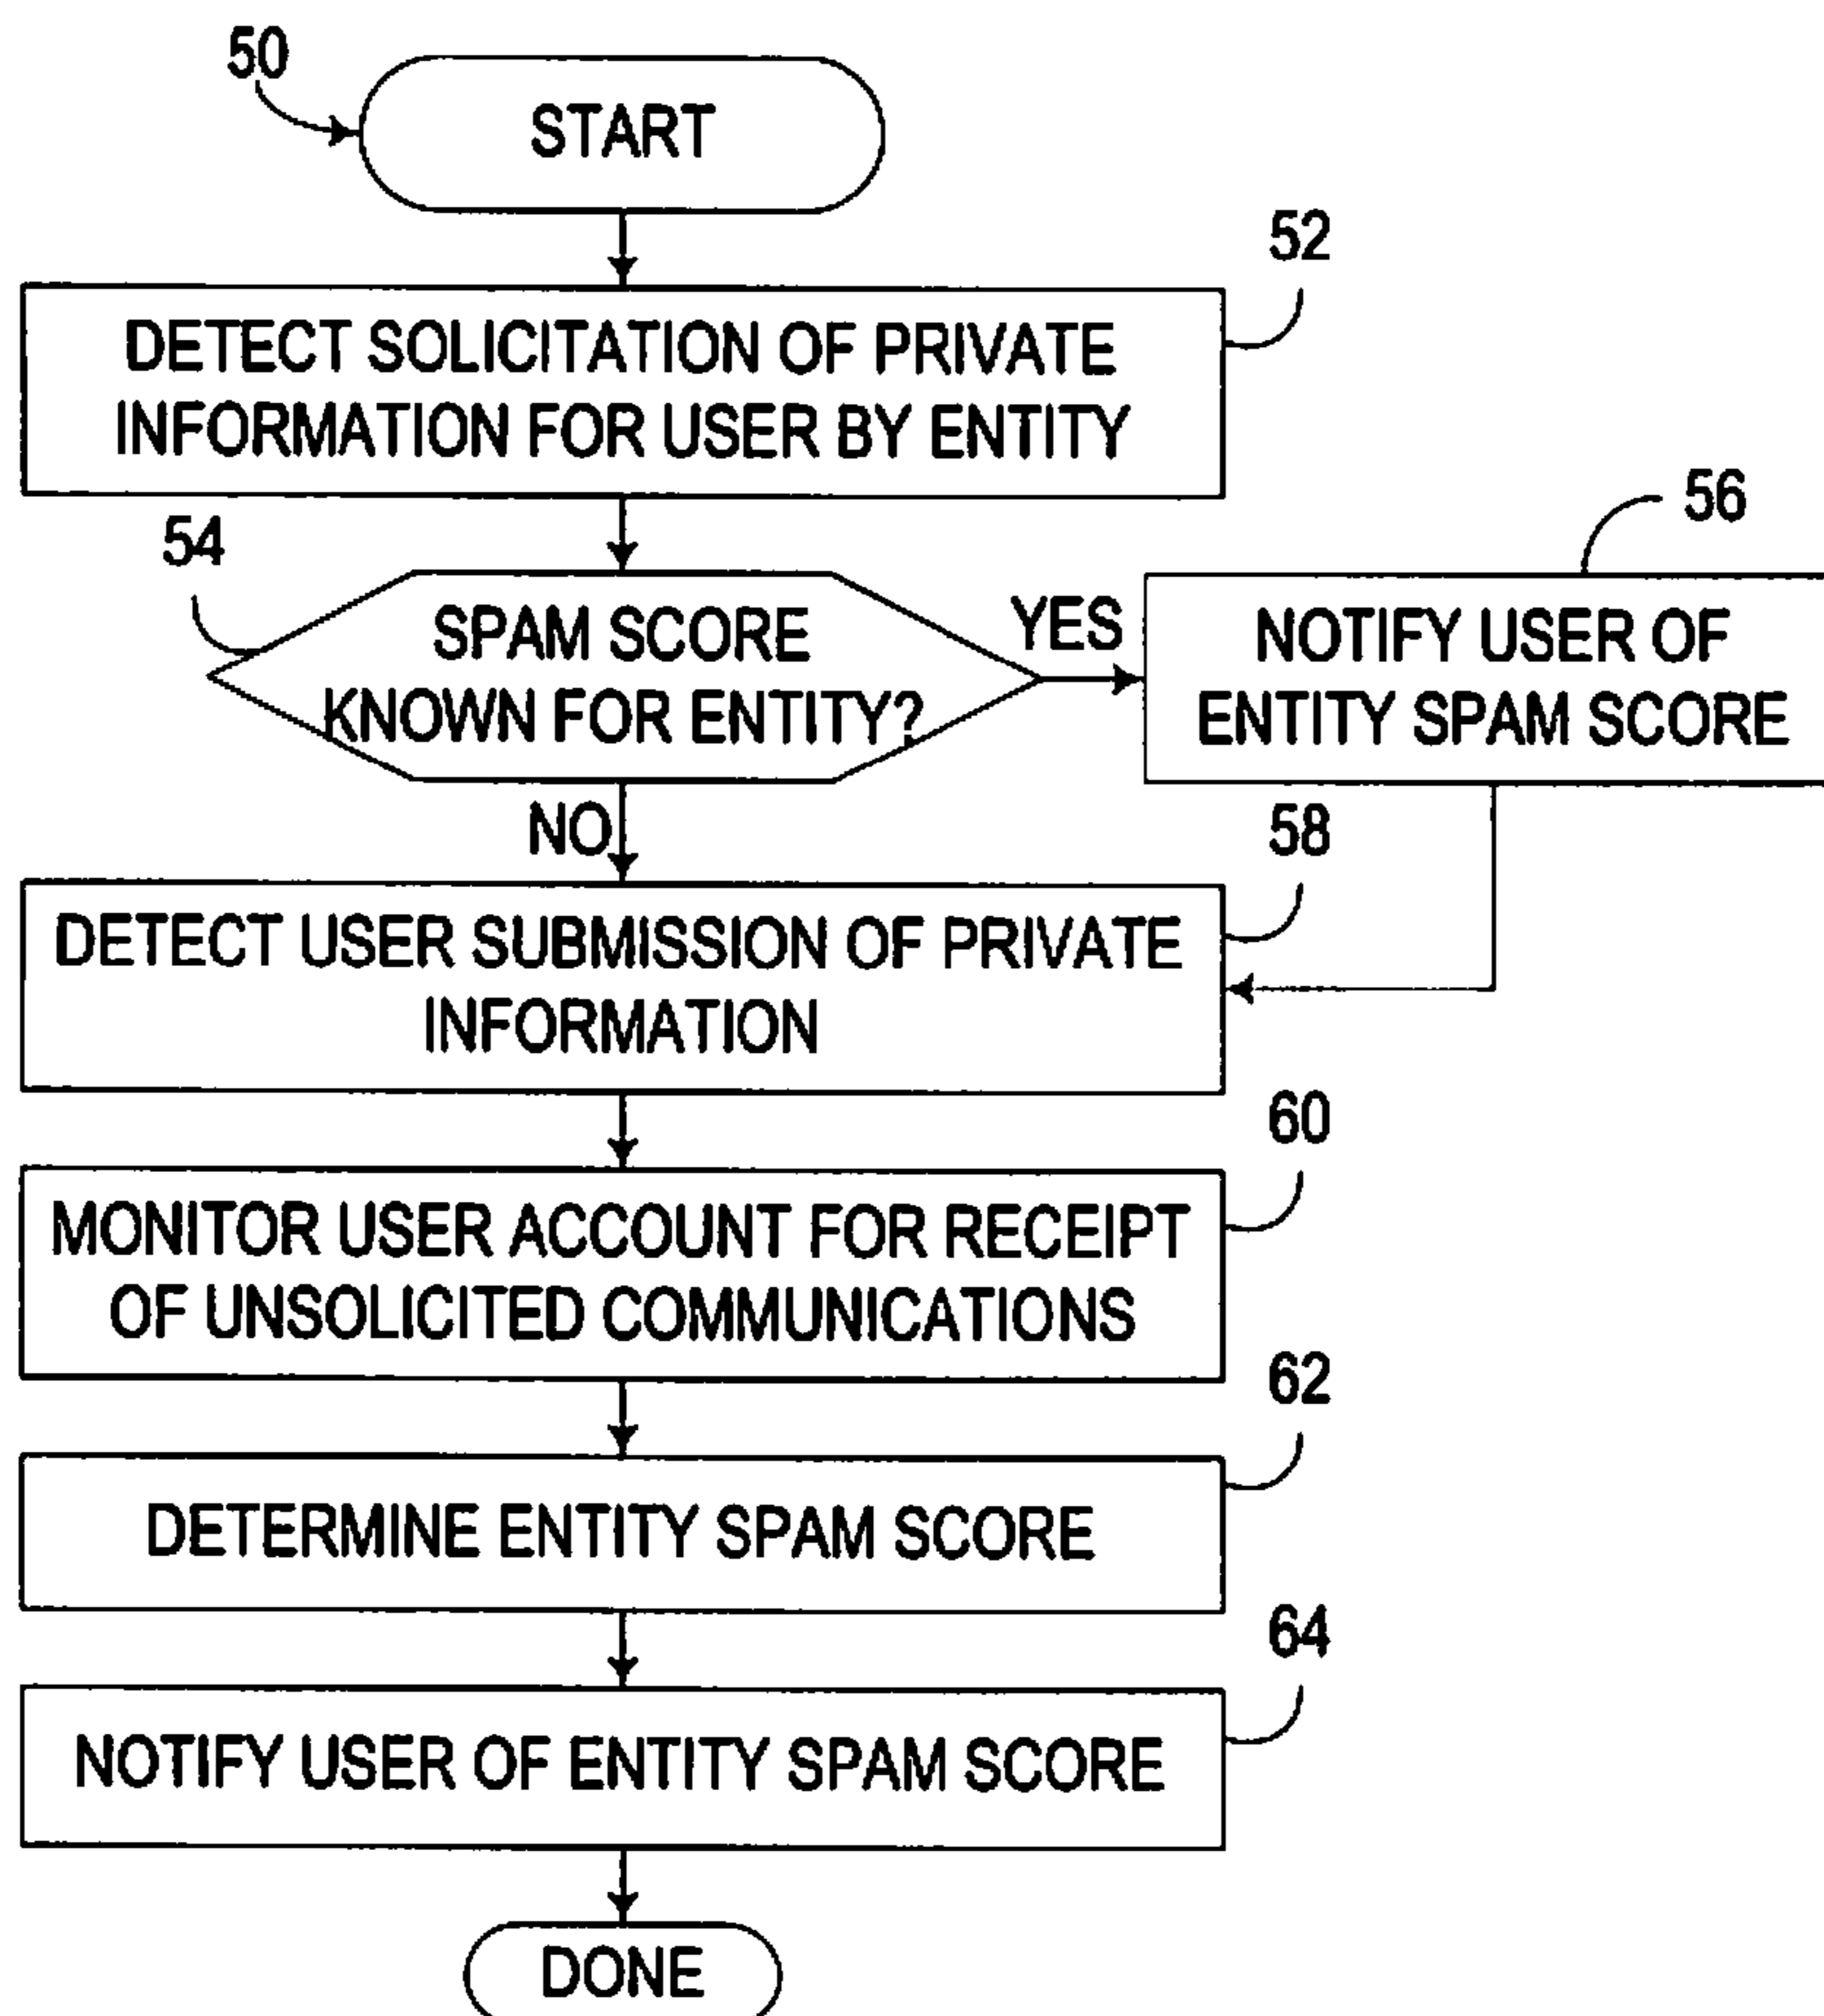 50
START
52
DETECT SOLICITATION OF PRIVATE
INFORMATION FOR USER BY ENTITY
54
56
SPAM SCORE
KNOWN FOR ENTITY?
YES
NOTIFY USER OF
ENTITY SPAM SCORE
NO
58
DETECT USER SUBMISSION OF PRIVATE
INFORMATION
60
MONITOR USER ACCOUNT FOR RECEIPT
OF UNSOLICITED COMMUNICATIONS
62
DETERMINE ENTITY SPAM SCORE
64
NOTIFY USER OF ENTITY SPAM SCORE
DONE